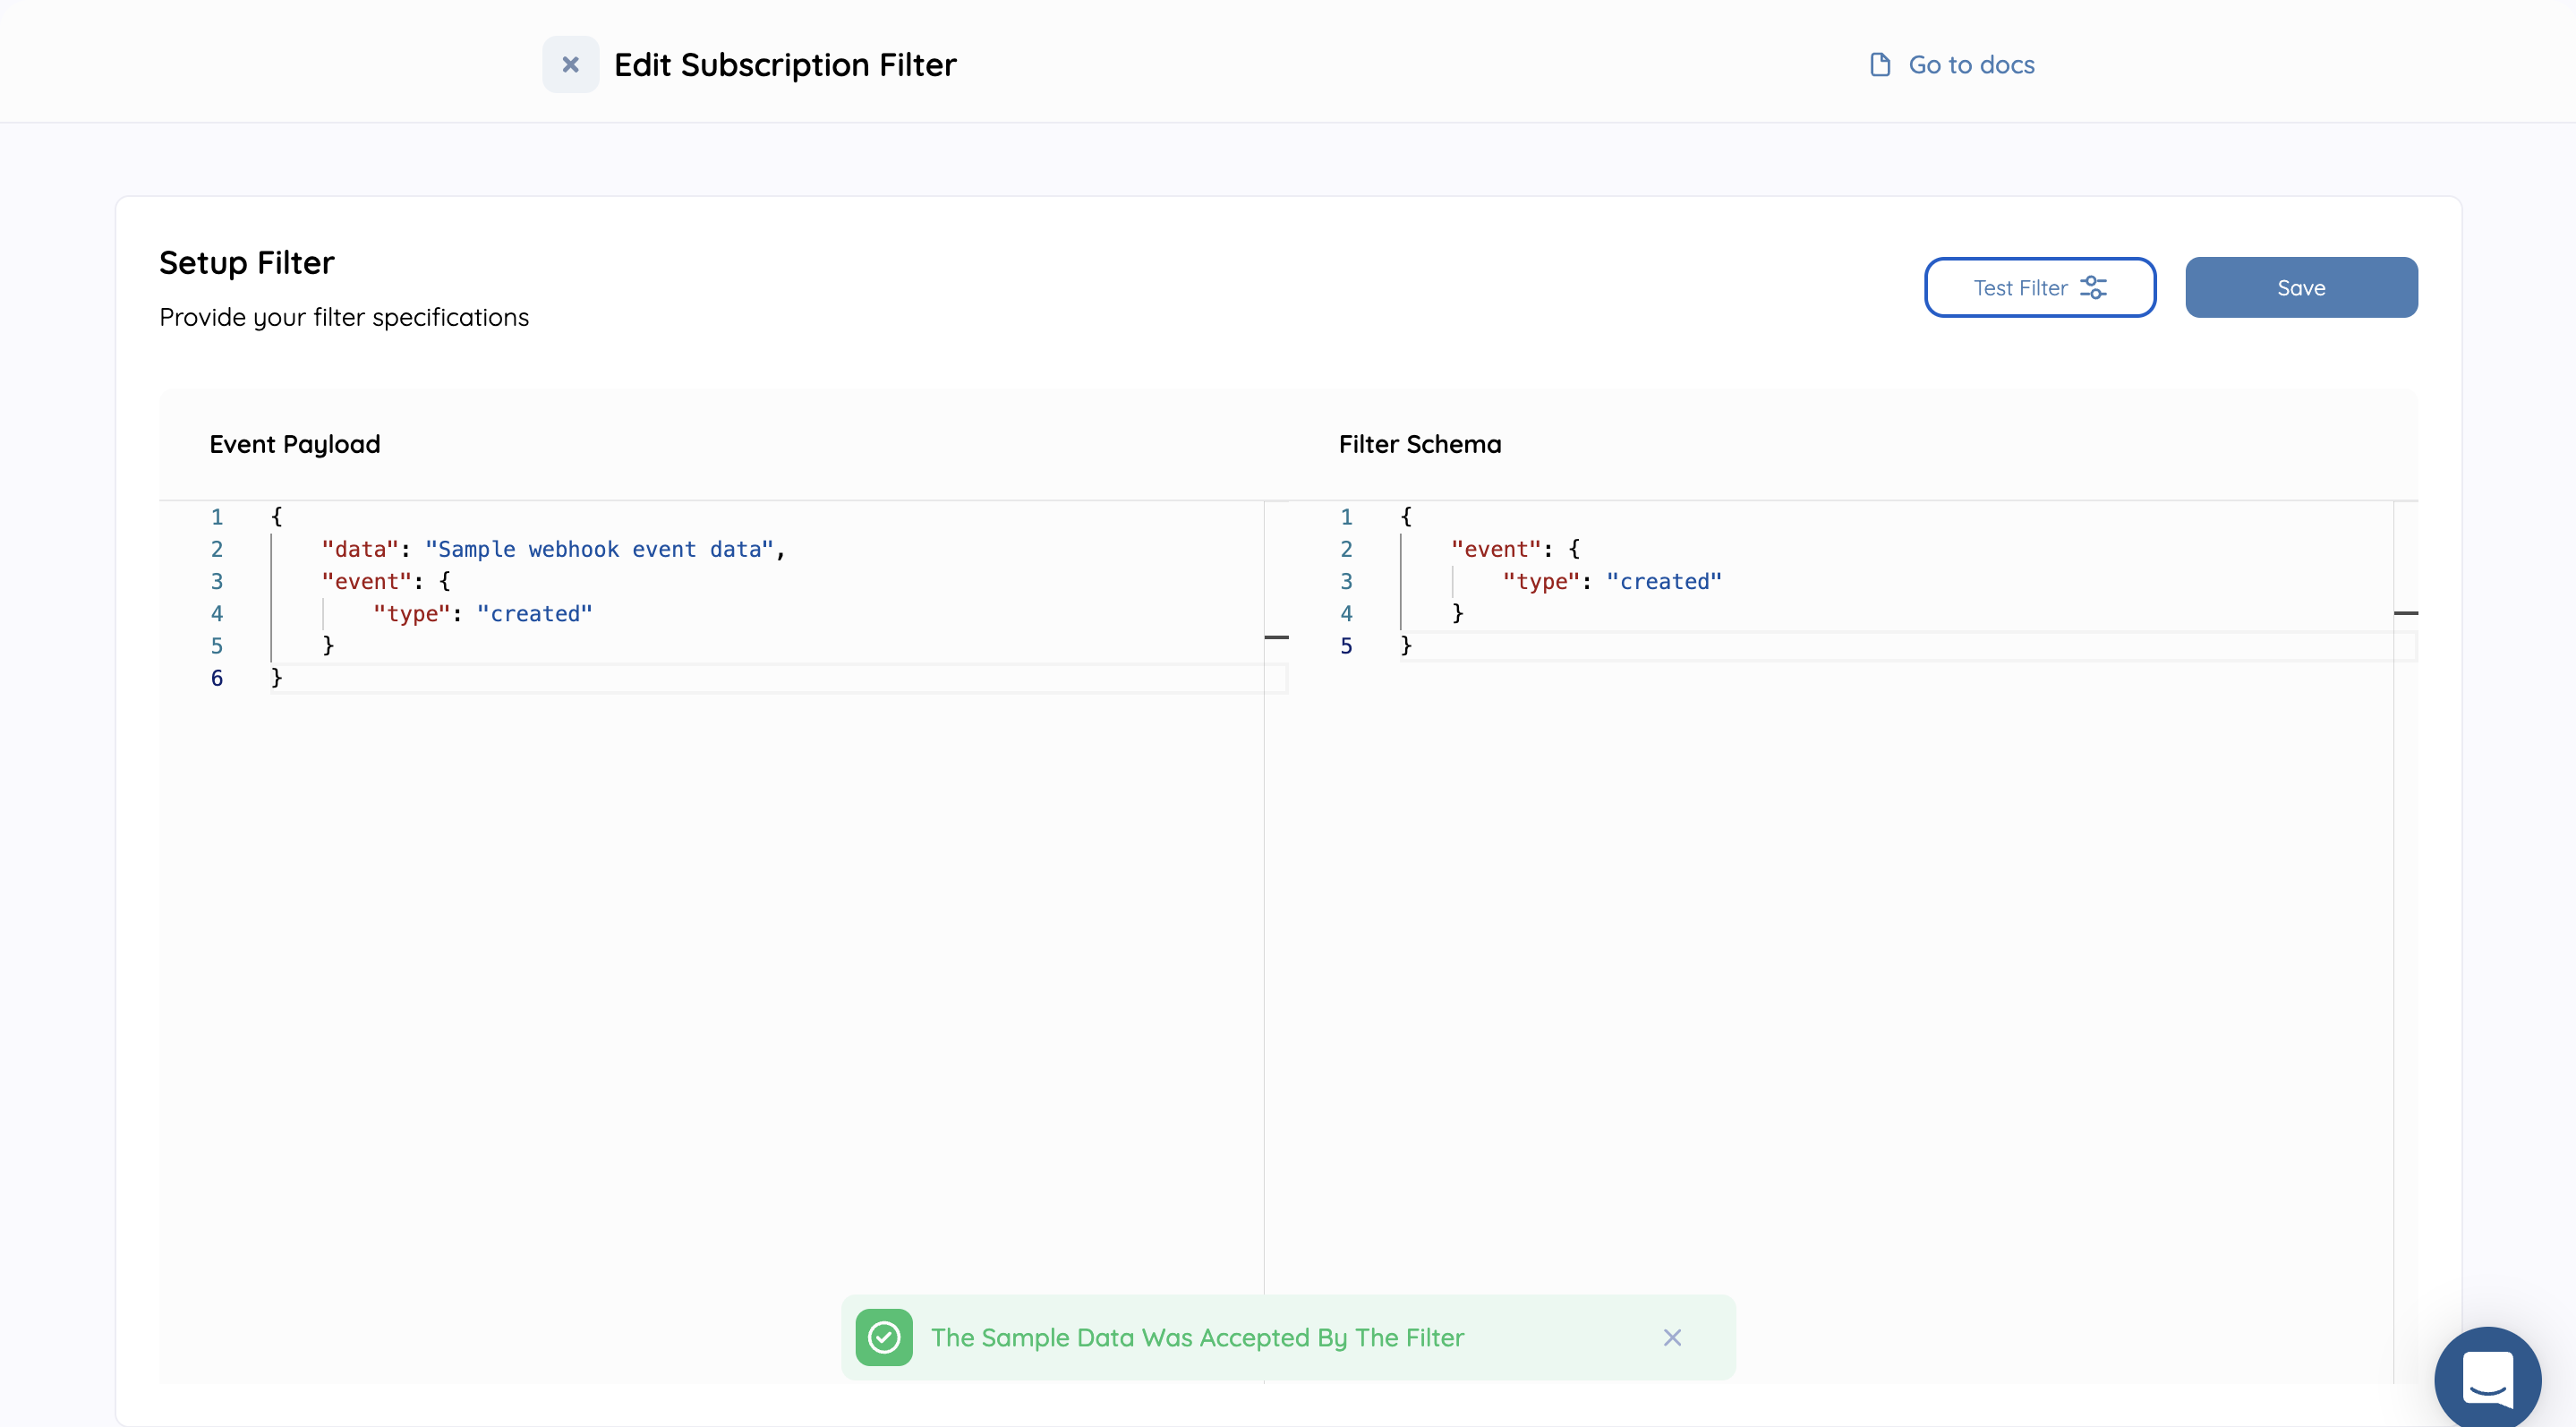 Edit Subscription Filter
Go to docs
Setup Filter
Provide your filter specifications
Test Filter
Save
Event Payload
1 {
2     "data": "Sample webhook event data",
3     "event": {
4         "type": "created"
5     }
6 }
Filter Schema
1 {
2     "event": {
3         "type": "created"
4     }
5 }
The Sample Data Was Accepted By The Filter